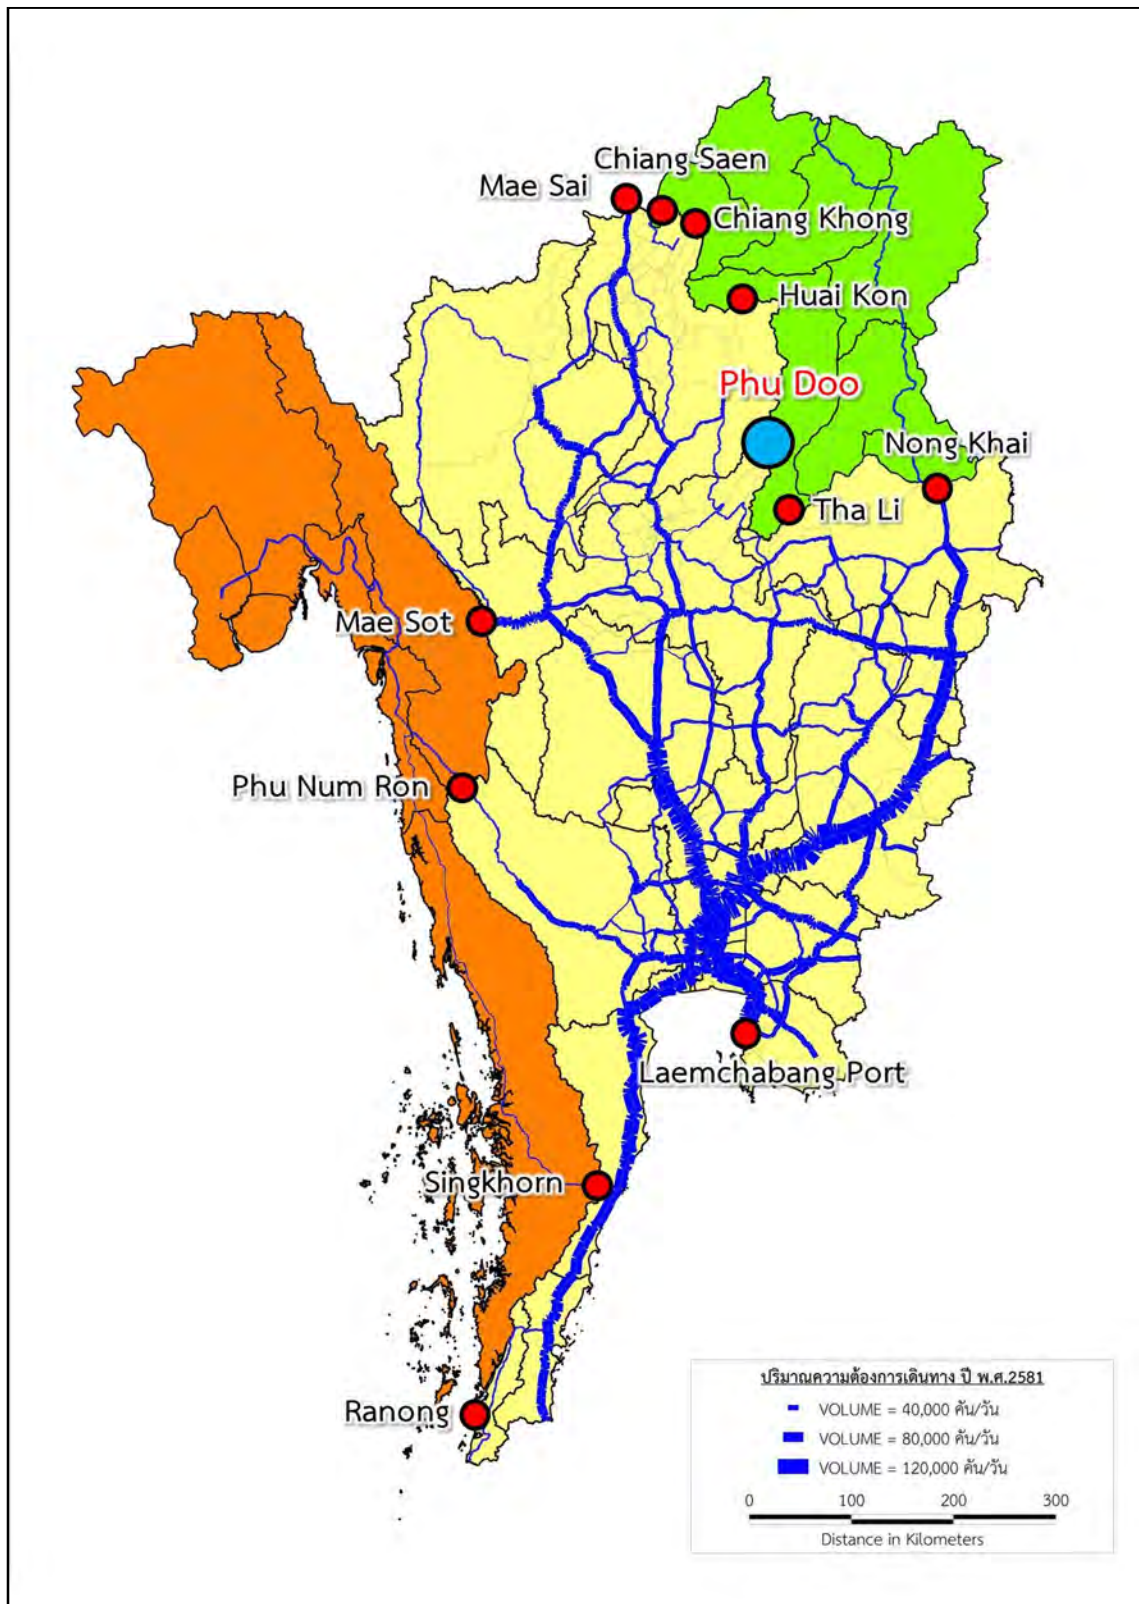 Chiang Saen
Mae Sai
Chiang Khong
Huai Kon
Phu Doo
Nong Khai
Tha Li
Mae Sot
Phu Num Ron
Laemchabang Port
Singkhorn
Ranong
ปริมาณความต้องการเดินทาง ปี พ.ศ.2581
VOLUME = 40,000 คัน/วัน
VOLUME = 80,000 คัน/วัน
VOLUME = 120,000 คัน/วัน
0 100 200 300
Distance in Kilometers